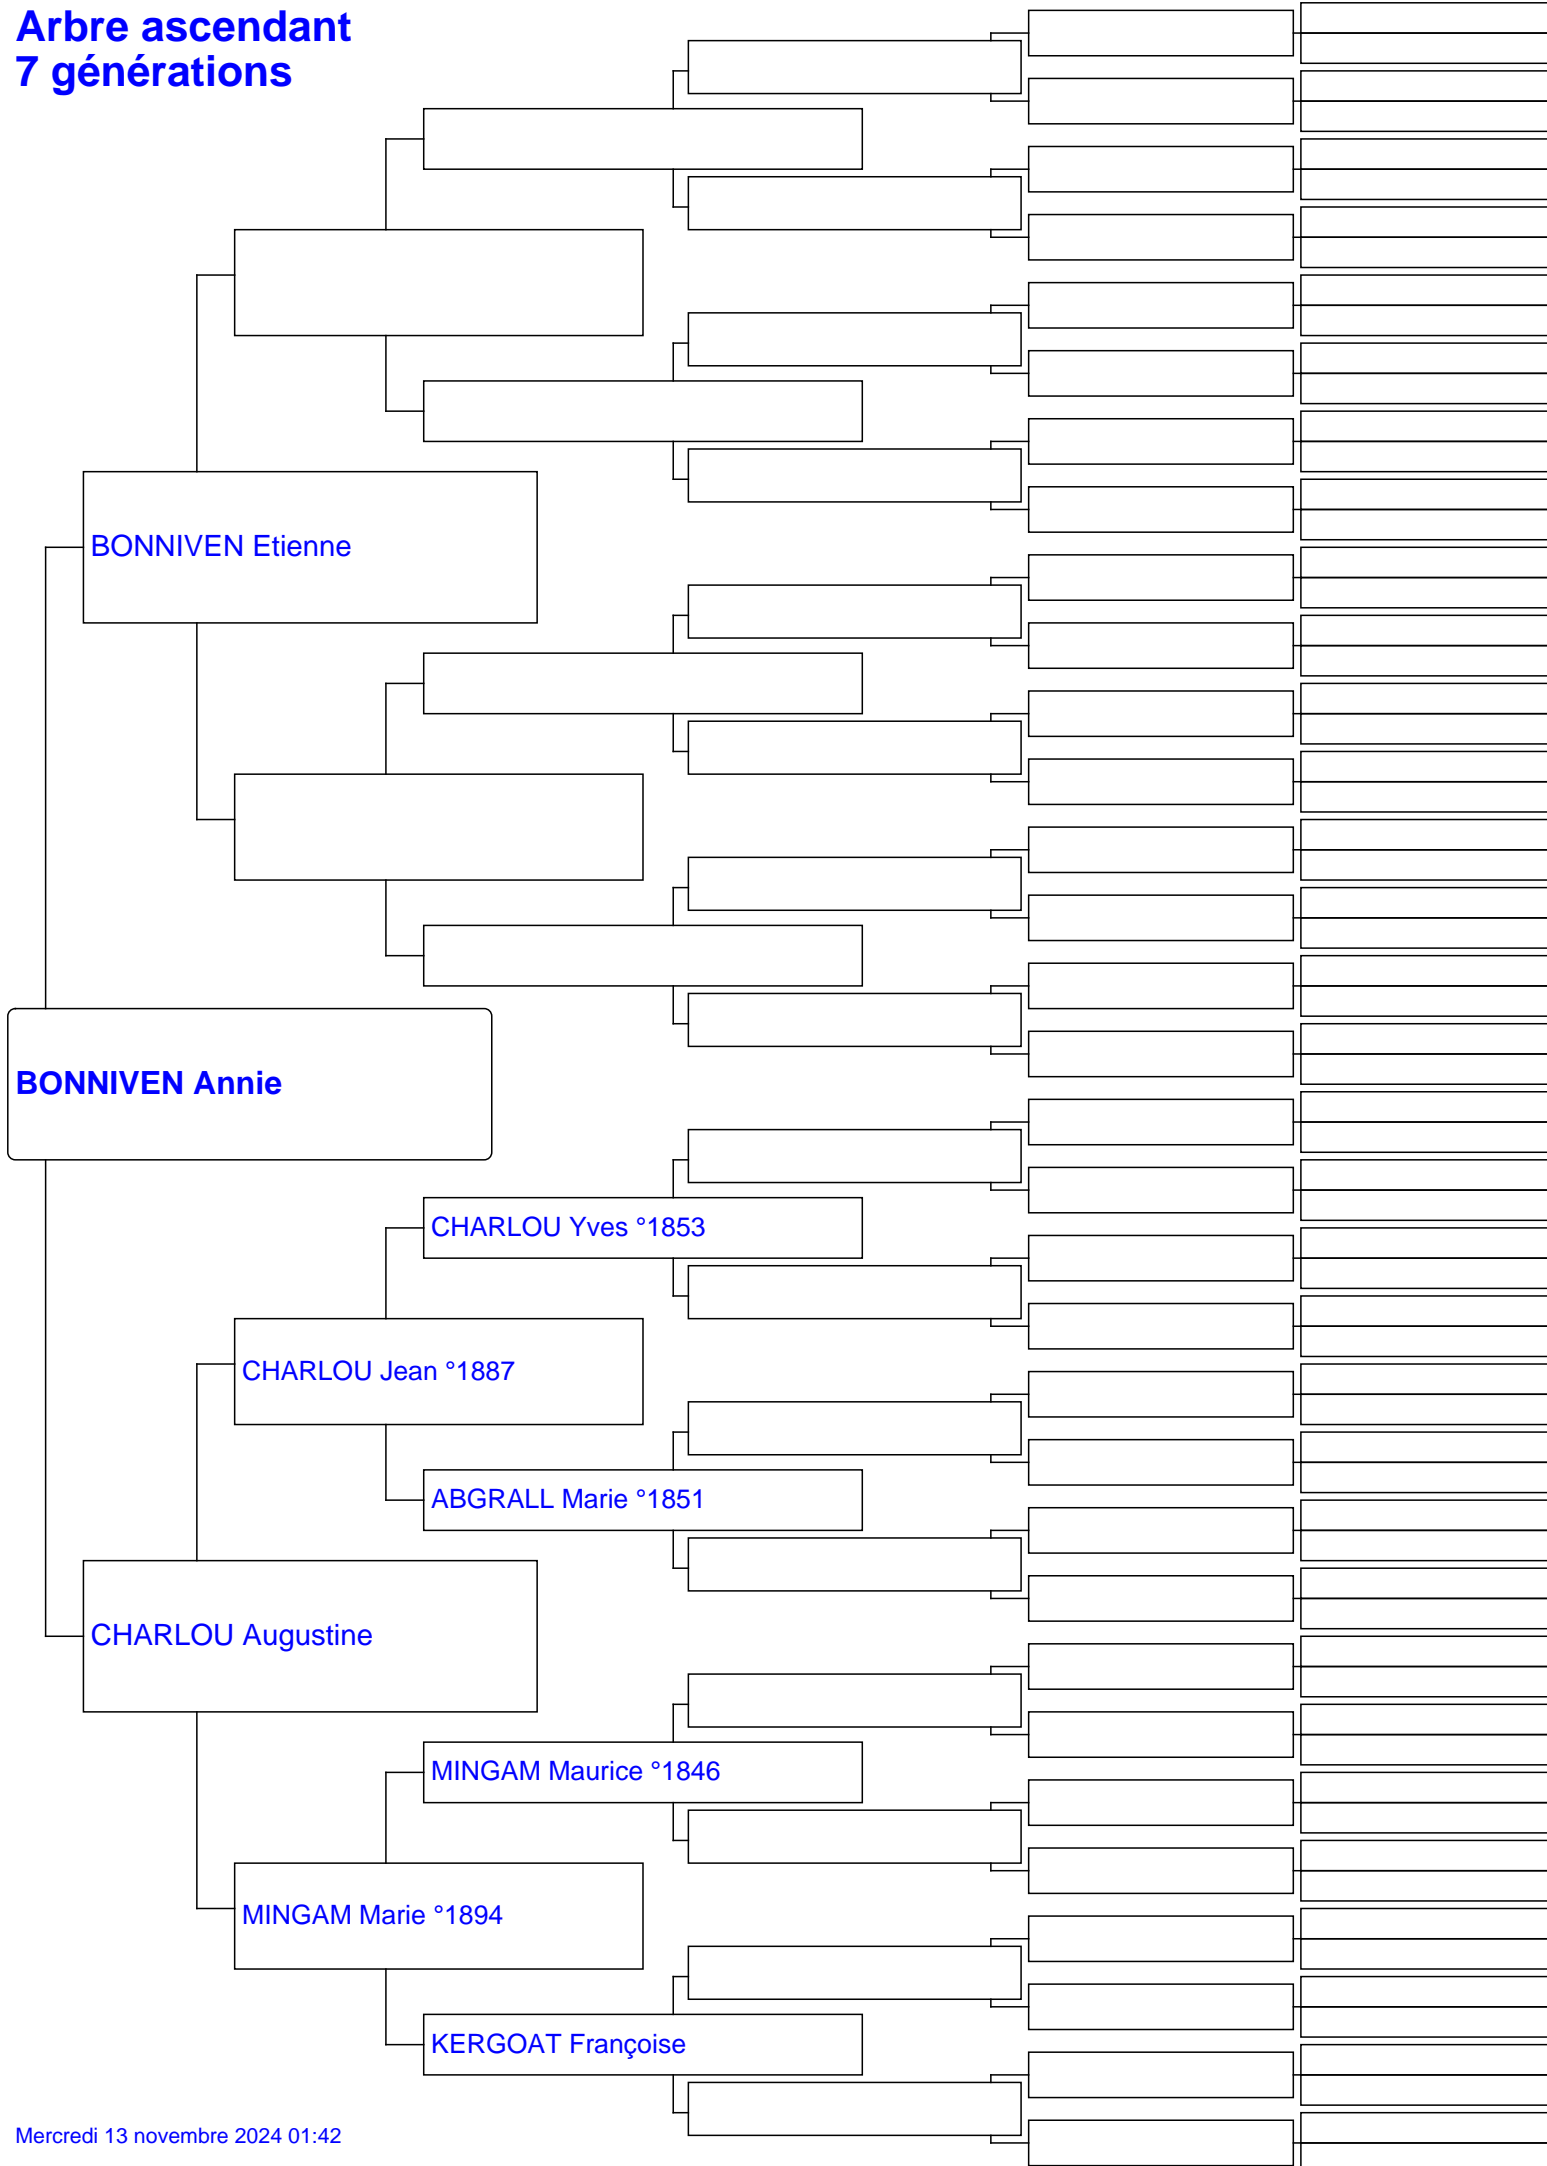 Arbre ascendant
7 générations
BONNIVEN Etienne
BONNIVEN Annie
CHARLOU Yves °1853
CHARLOU Jean °1887
ABGRALL Marie °1851
CHARLOU Augustine
MINGAM Maurice °1846
MINGAM Marie °1894
KERGOAT Françoise
Mercredi 13 novembre 2024 01:42